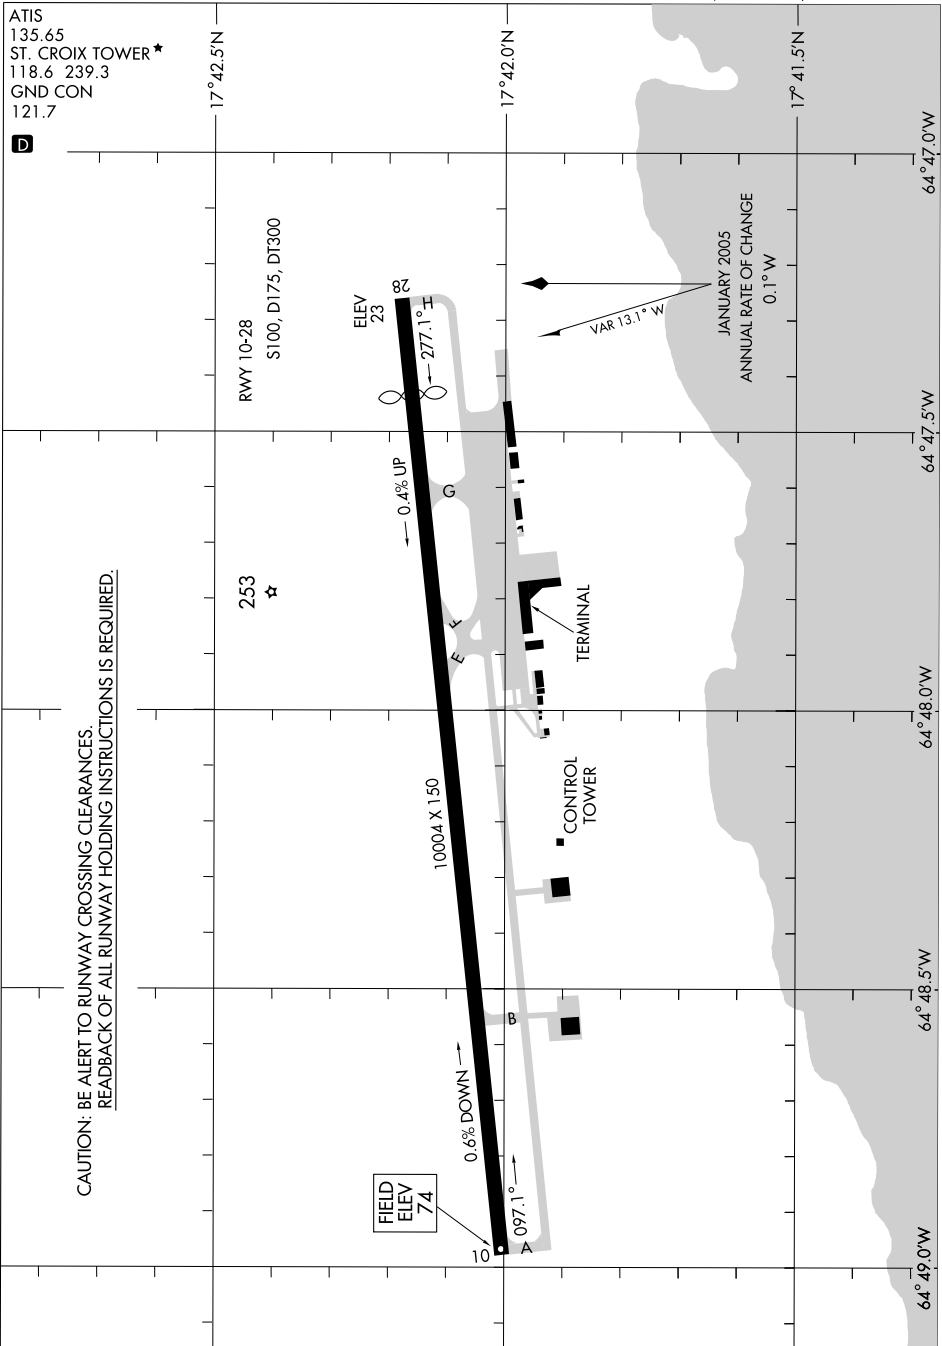 ATIS
135.65
ST. CROIX TOWER★
118.6 239.3
GND CON
121.7
D
17°42.5'N
17°42.0'N
17°41.5'N
64°47.0'W
64°47.5'W
64°48.0'W
64°48.5'W
64°49.0'W
RWY 10-28
S100, D175, DT300
ELEV
23
28
H
277.1°
VAR 13.1° W
JANUARY 2005
ANNUAL RATE OF CHANGE
0.1° W
0.4% UP
G
253
F
E
TERMINAL
CAUTION: BE ALERT TO RUNWAY CROSSING CLEARANCES.
READBACK OF ALL RUNWAY HOLDING INSTRUCTIONS IS REQUIRED.
10004 X 150
CONTROL
TOWER
B
0.6% DOWN
FIELD
ELEV
74
097.1°
10
A